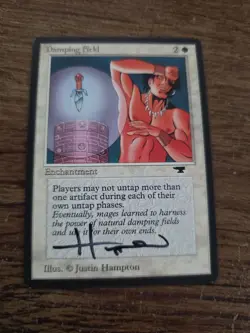 Damping Field 2
Enchantment
Players may not untap more than
one artifact during each of their
own untap phases.
Eventually, mages learned to harness
the power of natural damping fields
and use it for their own ends.
Illus. © Justin Hampton